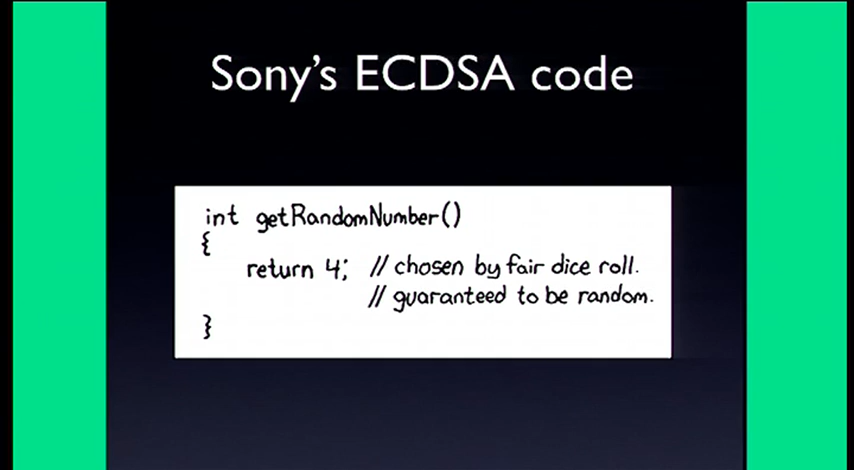 Sony's ECDSA code
int getRandomNumber()
{
return 4; // chosen by fair dice roll.
// guaranteed to be random.
}